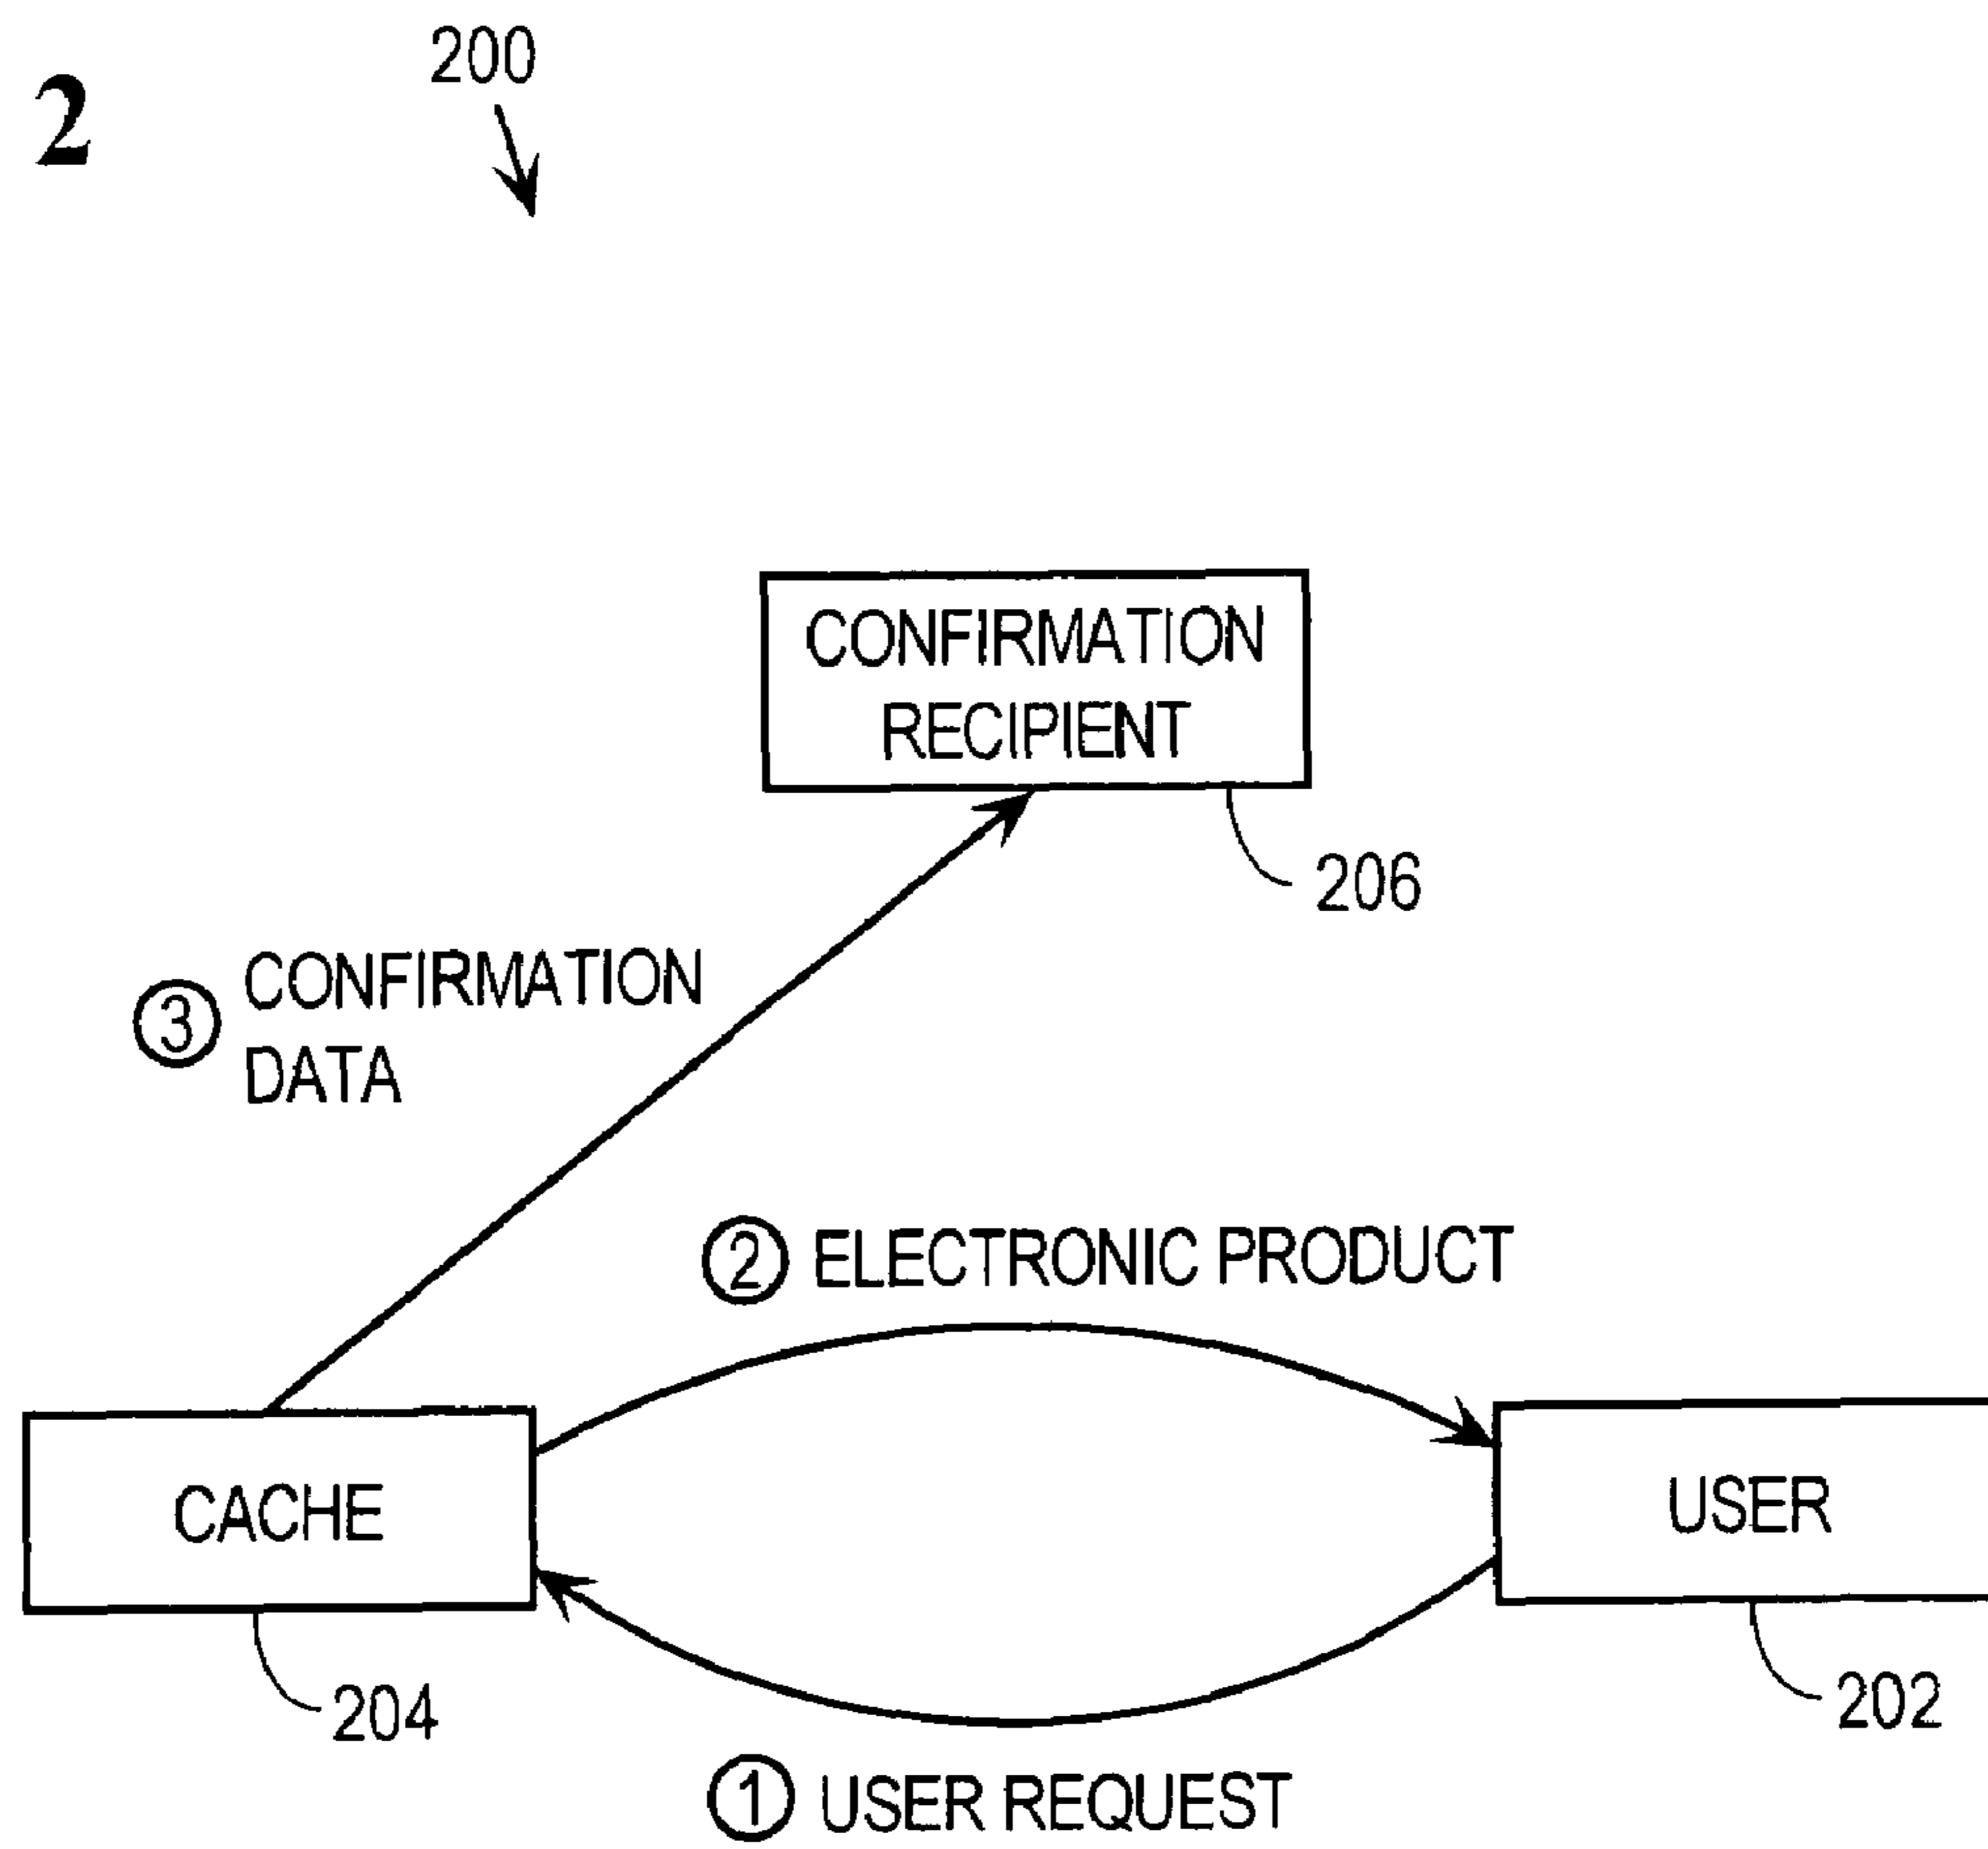 200
2
CONFIRMATION
RECIPIENT
206
③ CONFIRMATION
DATA
② ELECTRONIC PRODUCT
CACHE
USER
204
202
① USER REQUEST